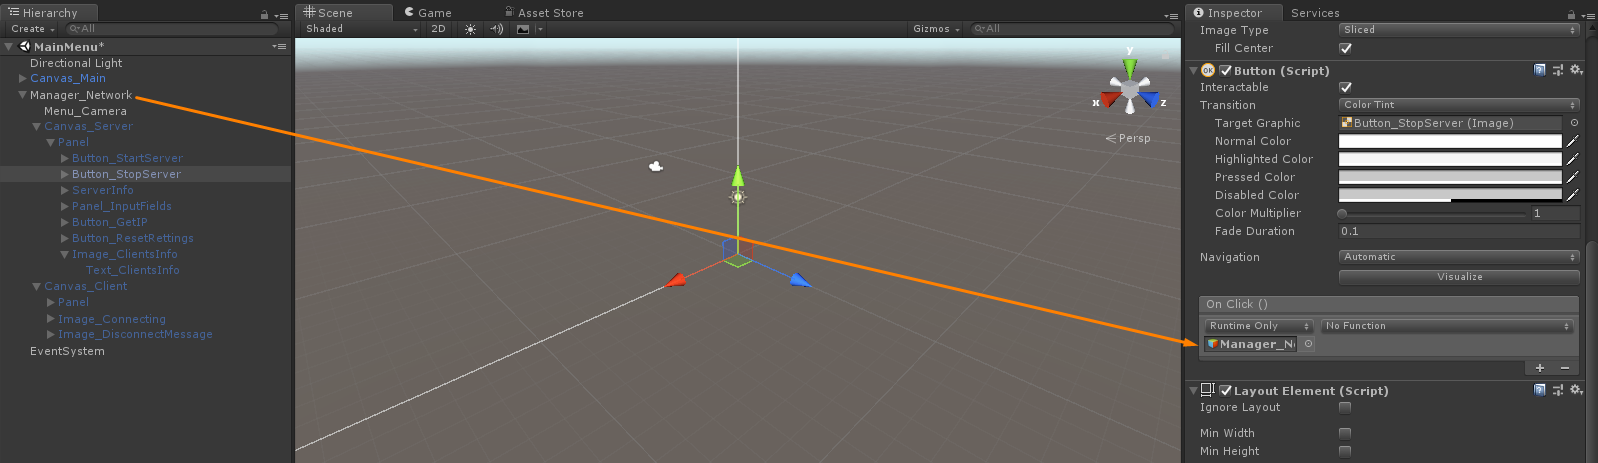 Hierarchy
Create
All
MainMenu*
Directional Light
Canvas_Main
Manager_Network
Menu_Camera
Canvas_Server
Panel
Button_StartServer
Button_StopServer
ServerInfo
Panel_InputFields
Button_GetIP
Button_ResetRettings
Image_ClientsInfo
Text_ClientsInfo
Canvas_Client
Panel
Image_Connecting
Image_DisconnectMessage
EventSystem
Scene Game Asset Store
Shaded 2D Gizmos All
y
x z
Persp
Inspector Services
Image Type Sliced
Fill Center
OK Button (Script)
Interactable
Transition Color Tint
Target Graphic Button_StopServer (Image)
Normal Color
Highlighted Color
Pressed Color
Disabled Color
Color Multiplier 1
Fade Duration 0.1
Navigation Automatic
Visualize
On Click ()
Runtime Only No Function
Manager_N
+ −
Layout Element (Script)
Ignore Layout
Min Width
Min Height